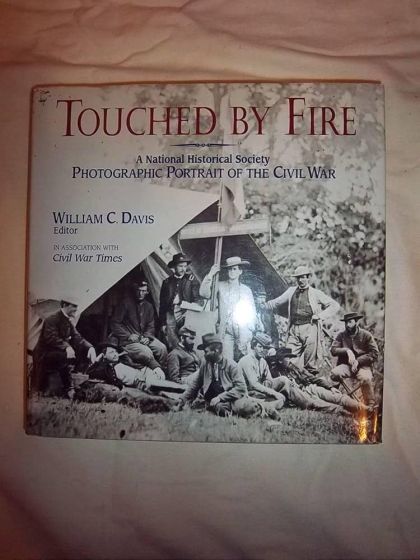 TOUCHED BY FIRE
A National Historical Society
PHOTOGRAPHIC PORTRAIT OF THE CIVIL WAR
WILLIAM C. DAVIS
Editor
IN ASSOCIATION WITH
Civil War Times